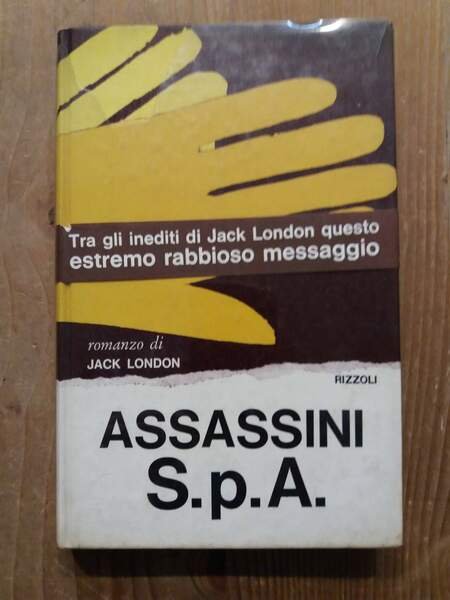 Tra gli inediti di Jack London questo
estremo rabbioso messaggio
romanzo di
JACK LONDON
RIZZOLI
ASSASSINI
S.p.A.